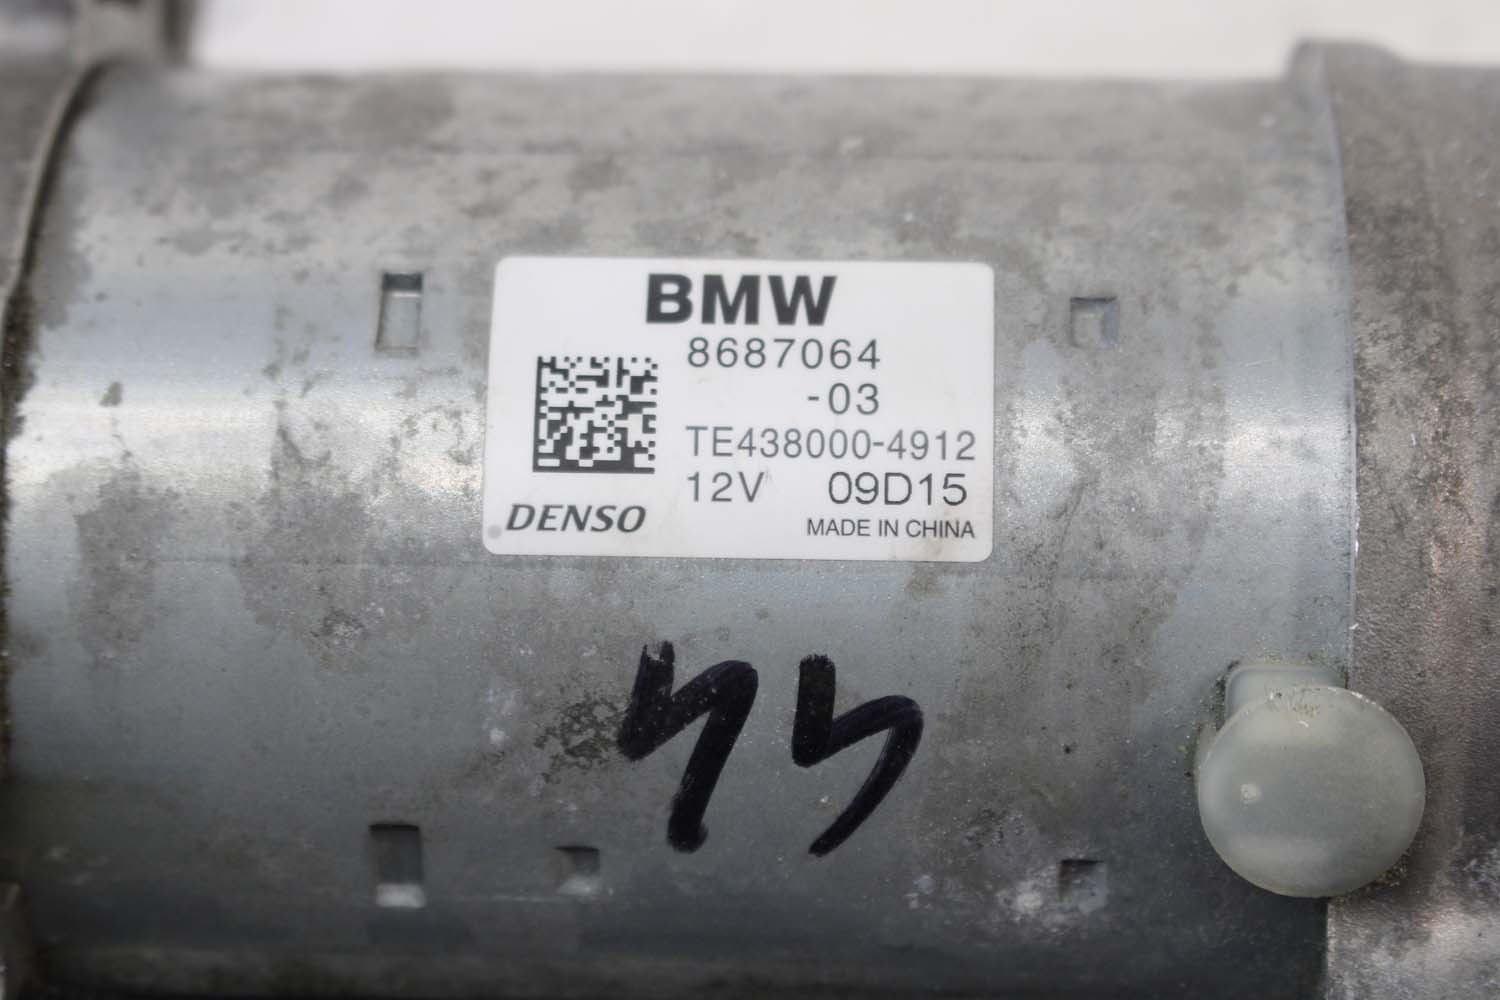 BMW
8687064
-03
TE438000-4912
12V 09D15
DENSO MADE IN CHINA